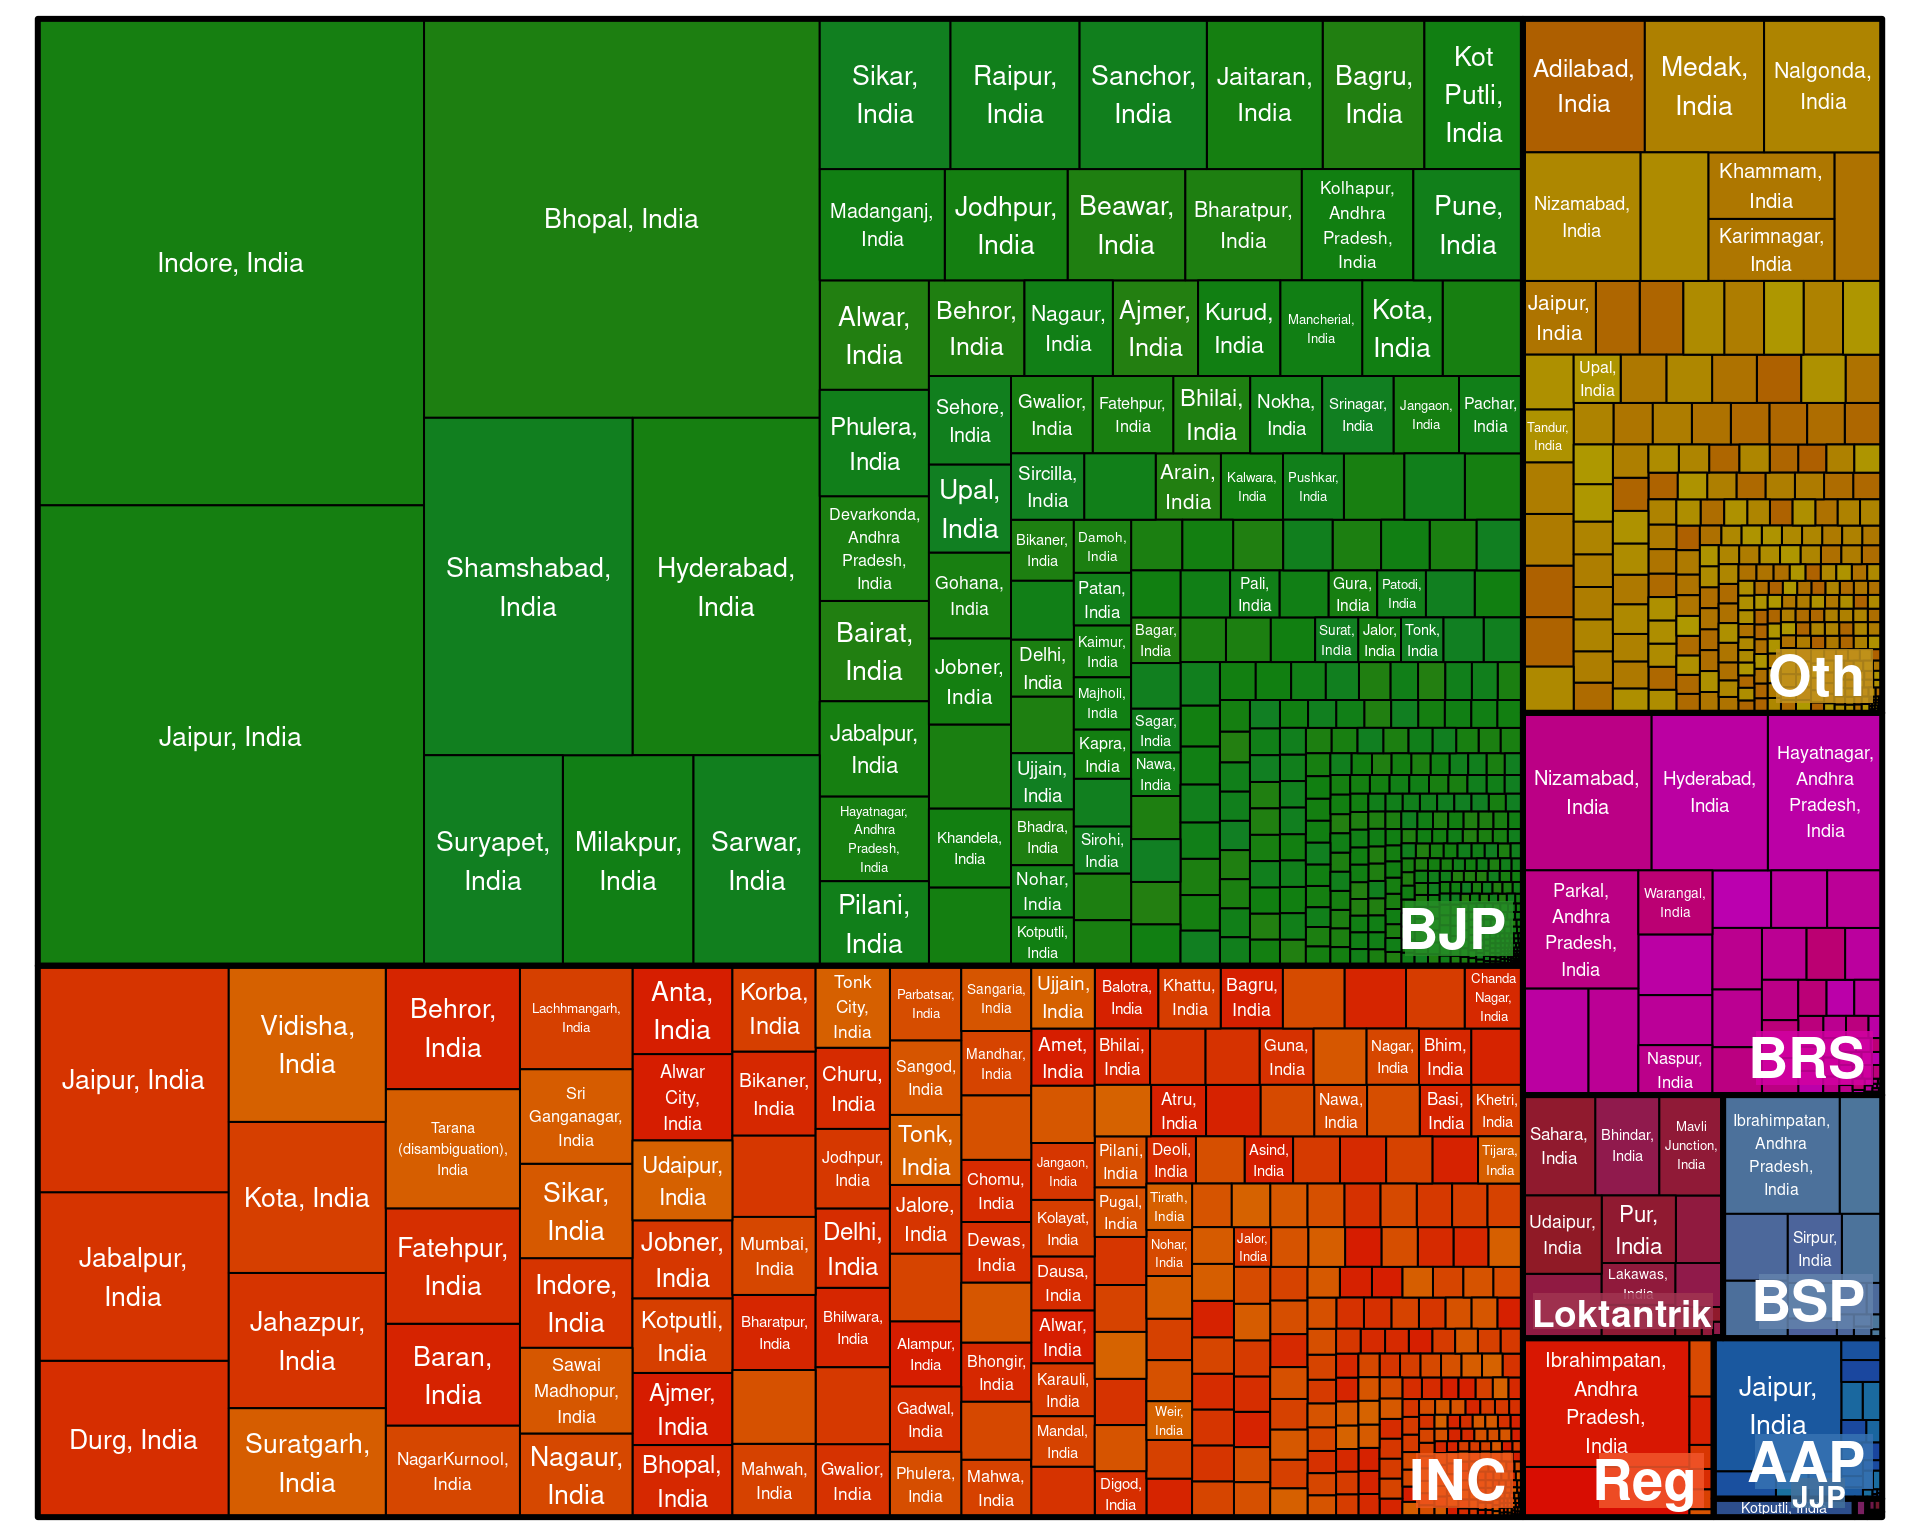 Indore, India
Jaipur, India
Bhopal, India
Shamshabad,
India
Hyderabad,
India
Suryapet,
India
Milakpur,
India
Sarwar,
India
Sikar,
India
Raipur,
India
Sanchor,
India
Jaitaran,
India
Bagru,
India
Kot
Putli,
India
Madanganj,
India
Jodhpur,
India
Beawar,
India
Bharatpur,
India
Kolhapur,
Andhra
Pradesh,
India
Pune,
India
Alwar,
India
Behror,
India
Nagaur,
India
Ajmer,
India
Kurud,
India
Mancherial,
India
Kota,
India
Phulera,
India
Sehore,
India
Gwalior,
India
Fatehpur,
India
Bhilai,
India
Nokha,
India
Srinagar,
India
Jangaon,
India
Pachar,
India
Upal,
India
Sircilla,
India
Arain,
India
Kalwara,
India
Pushkar,
India
Devarkonda,
Andhra
Pradesh,
India
Gohana,
India
Bikaner,
India
Damoh,
India
Patan,
India
Pali,
India
Gura,
India
Patodi,
India
Bairat,
India
Jobner,
India
Delhi,
India
Kaimur,
India
Bagar,
India
Surat,
India
Jalor,
India
Tonk,
India
Majholi,
India
Jabalpur,
India
Ujjain,
India
Kapra,
India
Sagar,
India
Nawa,
India
Hayatnagar,
Andhra
Pradesh,
India
Khandela,
India
Bhadra,
India
Sirohi,
India
Pilani,
India
Nohar,
India
Kotputli,
India
BJP
Adilabad,
India
Medak,
India
Nalgonda,
India
Nizamabad,
India
Khammam,
India
Karimnagar,
India
Jaipur,
India
Upal,
India
Tandur,
India
Oth
Nizamabad,
India
Hyderabad,
India
Hayatnagar,
Andhra
Pradesh,
India
Parkal,
Andhra
Pradesh,
India
Warangal,
India
Naspur,
India
BRS
Jaipur, India
Jabalpur,
India
Durg, India
Vidisha,
India
Kota, India
Jahazpur,
India
Suratgarh,
India
Behror,
India
Tarana
(disambiguation),
India
Fatehpur,
India
Baran,
India
NagarKurnool,
India
Lachhmangarh,
India
Sri
Ganganagar,
India
Sikar,
India
Indore,
India
Sawai
Madhopur,
India
Nagaur,
India
Anta,
India
Alwar
City,
India
Udaipur,
India
Jobner,
India
Kotputli,
India
Ajmer,
India
Bhopal,
India
Korba,
India
Bikaner,
India
Mumbai,
India
Bharatpur,
India
Mahwah,
India
Tonk
City,
India
Churu,
India
Jodhpur,
India
Delhi,
India
Bhilwara,
India
Gwalior,
India
Parbatsar,
India
Sangod,
India
Tonk,
India
Jalore,
India
Alampur,
India
Gadwal,
India
Phulera,
India
Sangaria,
India
Mandhar,
India
Chomu,
India
Dewas,
India
Bhongir,
India
Mahwa,
India
Ujjain,
India
Amet,
India
Jangaon,
India
Kolayat,
India
Dausa,
India
Alwar,
India
Karauli,
India
Mandal,
India
Balotra,
India
Khattu,
India
Bagru,
India
Chanda
Nagar,
India
Bhilai,
India
Guna,
India
Nagar,
India
Bhim,
India
Atru,
India
Nawa,
India
Basi,
India
Khetri,
India
Pilani,
India
Deoli,
India
Asind,
India
Tijara,
India
Pugal,
India
Tirath,
India
Nohar,
India
Jalor,
India
Weir,
India
Digod,
India
INC
Sahara,
India
Bhindar,
India
Mavli
Junction,
India
Udaipur,
India
Pur,
India
Lakawas,
India
Loktantrik
Ibrahimpatan,
Andhra
Pradesh,
India
Sirpur,
India
BSP
Ibrahimpatan,
Andhra
Pradesh,
India
Reg
Jaipur,
India
AAP
JJP
Kotputli, India